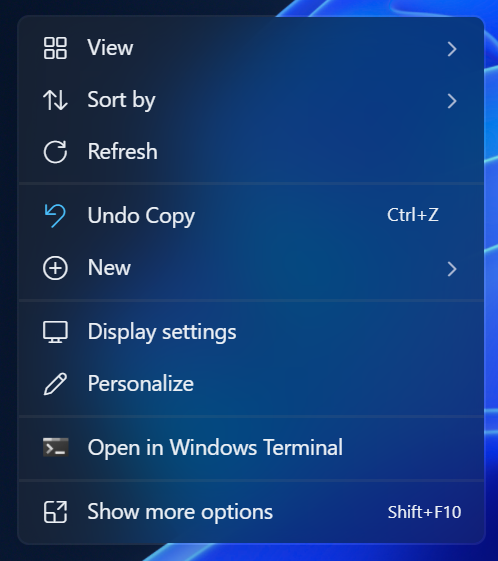 View
Sort by
Refresh
Undo Copy Ctrl+Z
New
Display settings
Personalize
Open in Windows Terminal
Show more options Shift+F10